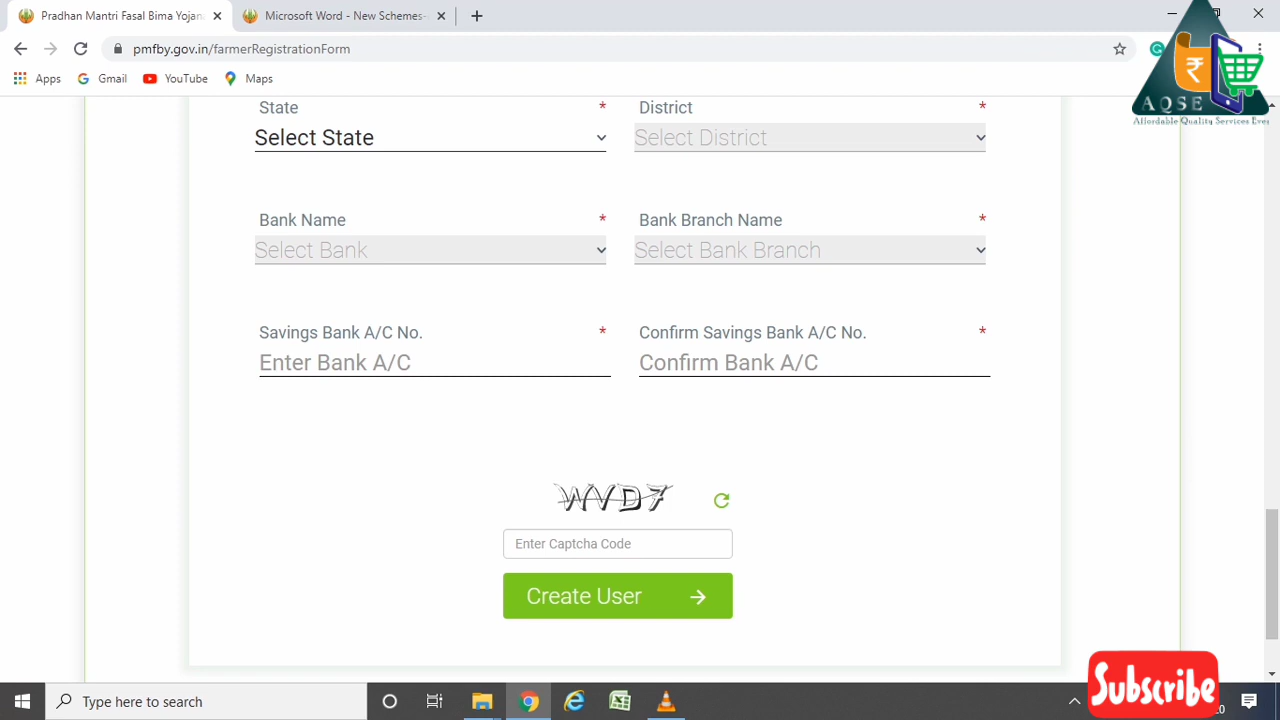 Pradhan Mantri Fasal Bima Yojan
Microsoft Word - New Schemes-
pmfby.gov.in/farmerRegistrationForm
Apps Gmail YouTube Maps
AQSE
Affordable Quality Services Ever
State * District *
Select State Select District
Bank Name * Bank Branch Name *
Select Bank Select Bank Branch
Savings Bank A/C No. * Confirm Savings Bank A/C No. *
Enter Bank A/C Confirm Bank A/C
WVD7
Enter Captcha Code
Create User
Subscribe
Type here to search